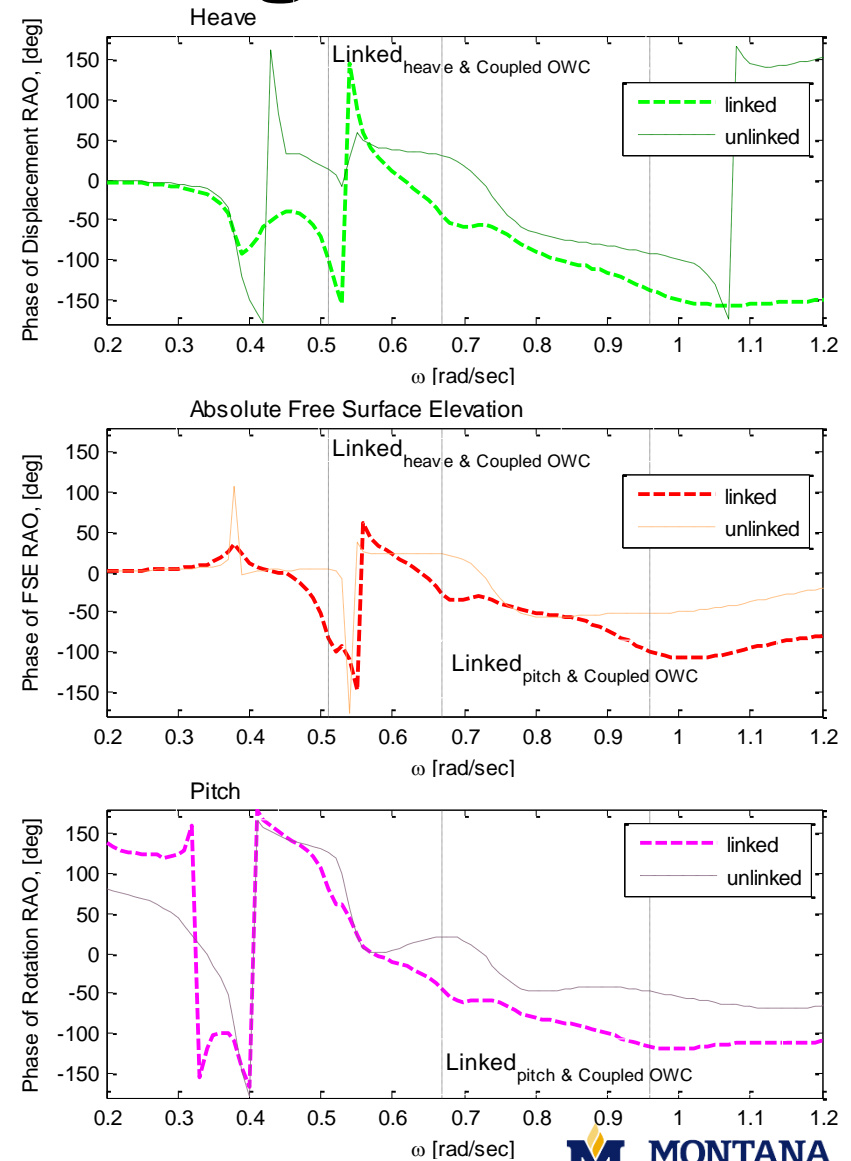 Heave
Phase of Displacement RAO, [deg]
150
100
50
0
-50
-100
-150
Linked heave & Coupled OWC
linked
unlinked
0.2 0.3 0.4 0.5 0.6 0.7 0.8 0.9 1 1.1 1.2
ω [rad/sec]
Absolute Free Surface Elevation
Phase of FSE RAO, [deg]
150
100
50
0
-50
-100
-150
Linked heave & Coupled OWC
linked
unlinked
Linked pitch & Coupled OWC
0.2 0.3 0.4 0.5 0.6 0.7 0.8 0.9 1 1.1 1.2
ω [rad/sec]
Pitch
Phase of Rotation RAO, [deg]
150
100
50
0
-50
-100
-150
linked
unlinked
Linked pitch & Coupled OWC
0.2 0.3 0.4 0.5 0.6 0.7 0.8 0.9 1 1.1 1.2
ω [rad/sec]
MONTANA